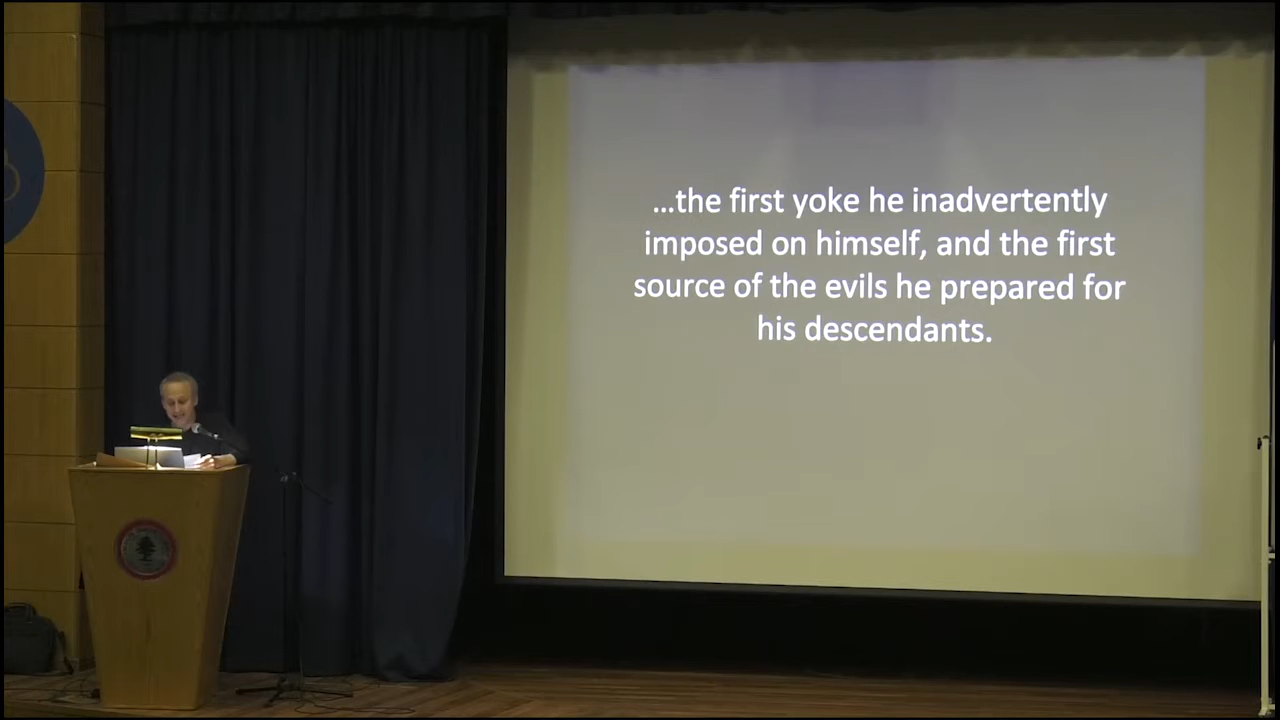 ...the first yoke he inadvertently
imposed on himself, and the first
source of the evils he prepared for
his descendants.